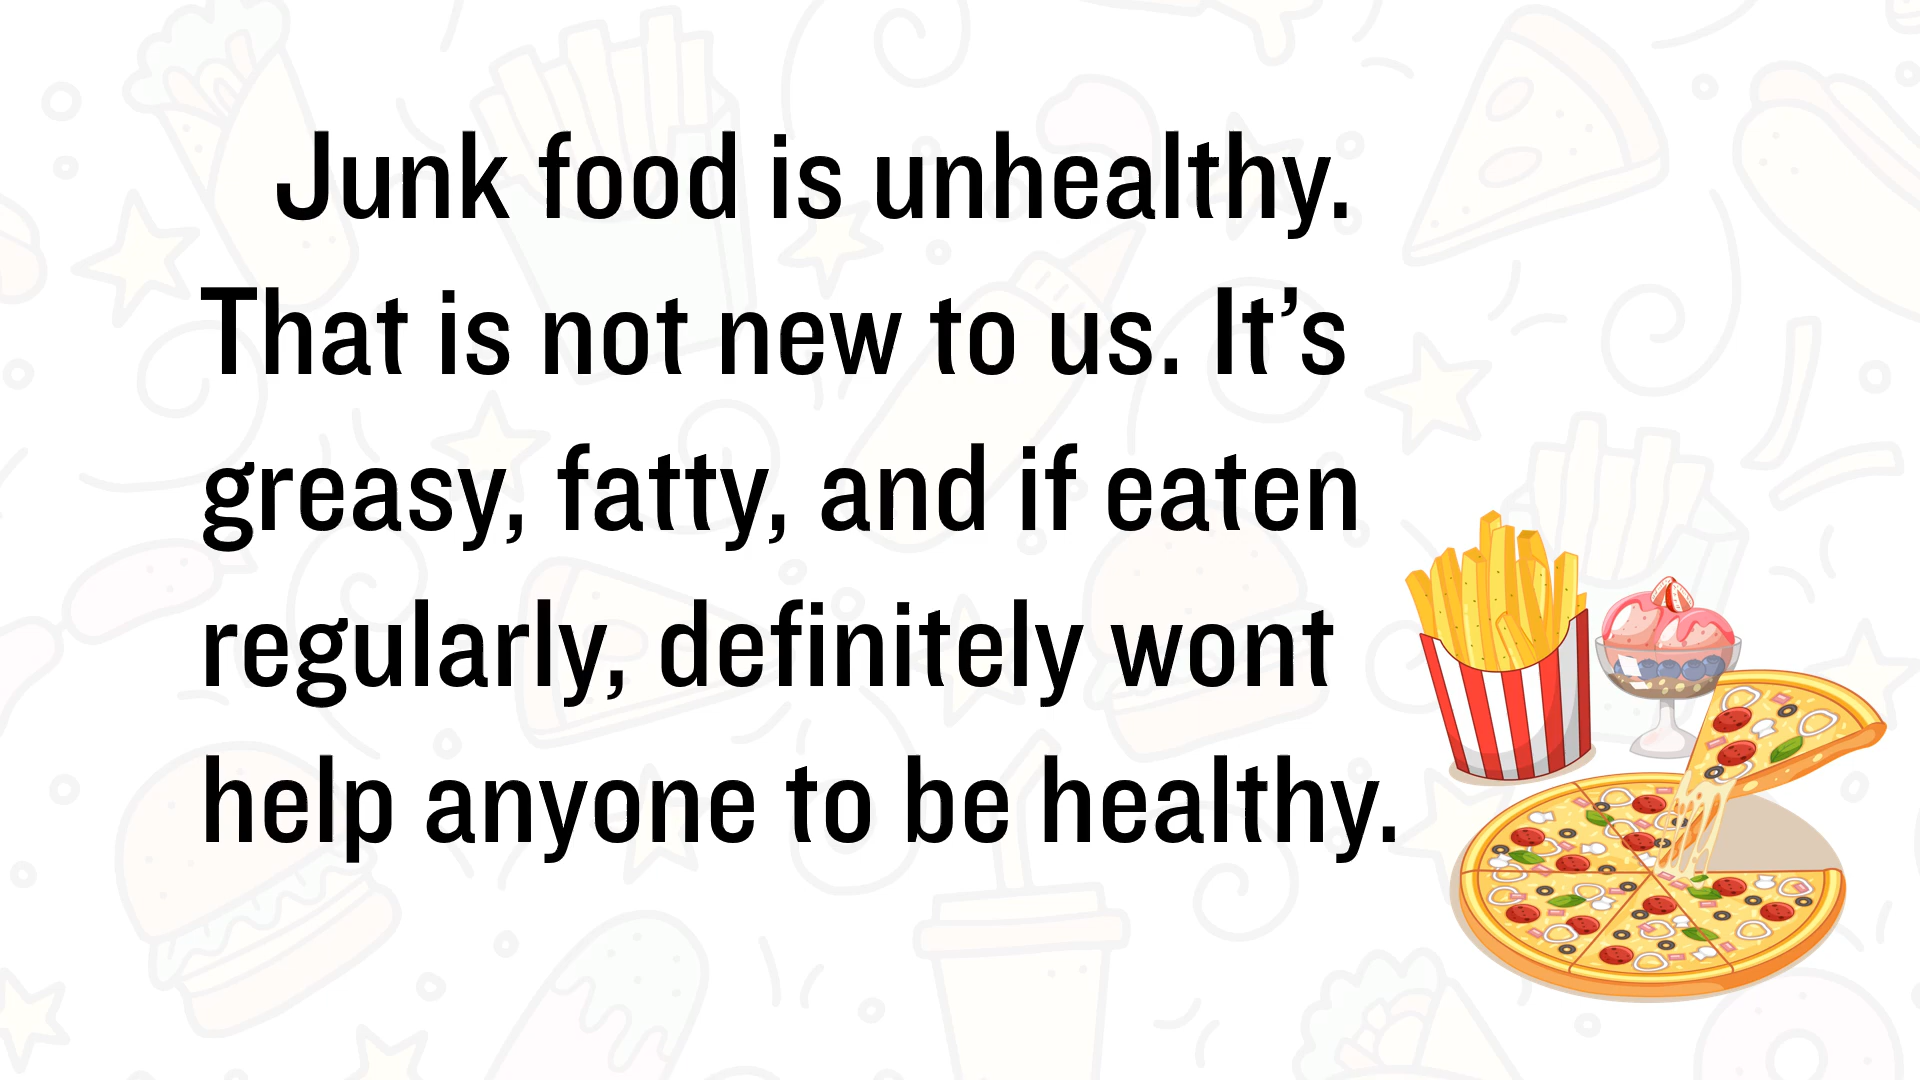 Junk food is unhealthy.
That is not new to us. It’s
greasy, fatty, and if eaten
regularly, definitely wont
help anyone to be healthy.